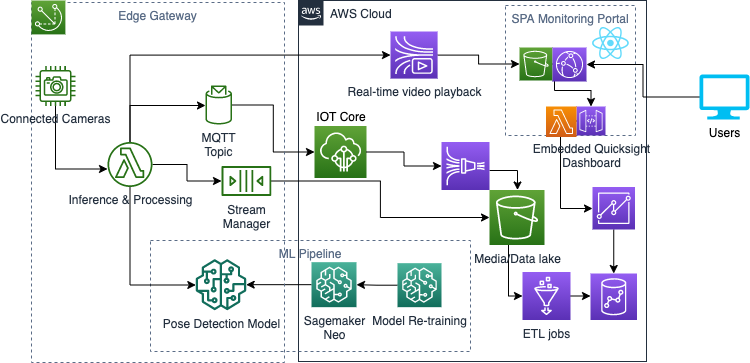 Edge Gateway
aws
AWS Cloud
SPA Monitoring Portal
Connected Cameras
Real-time video playback
IOT Core
MQTT
Topic
Embedded Quicksight
Dashboard
Users
Inference & Processing
Stream
Manager
ML Pipeline
Media/Data lake
Pose Detection Model
Sagemaker
Neo
Model Re-training
ETL jobs